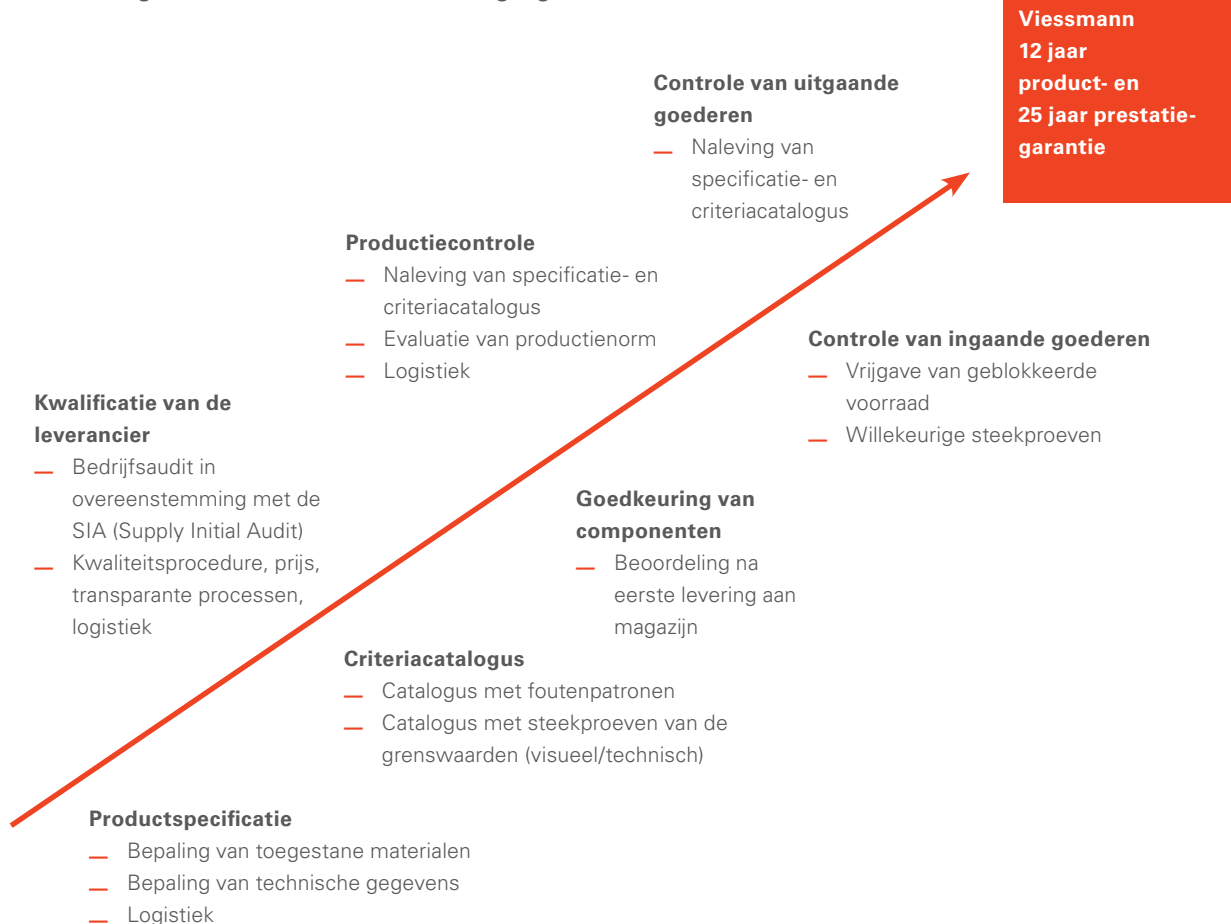 Viessmann
12 jaar
product- en
25 jaar prestatie-
garantie
Controle van uitgaande
goederen
— Naleving van
specificatie- en
criteriacatalogus
Productiecontrole
— Naleving van specificatie- en
criteriacatalogus
— Evaluatie van productienorm
— Logistiek
Controle van ingaande goederen
— Vrijgave van geblokkeerde
voorraad
— Willekeurige steekproeven
Kwalificatie van de
leverancier
— Bedrijfsaudit in
overeenstemming met de
SIA (Supply Initial Audit)
— Kwaliteitsprocedure, prijs,
transparante processen,
logistiek
Goedkeuring van
componenten
— Beoordeling na
eerste levering aan
magazijn
Criteriacatalogus
— Catalogus met foutenpatronen
— Catalogus met steekproeven van de
grenswaarden (visueel/technisch)
Productspecificatie
— Bepaling van toegestane materialen
— Bepaling van technische gegevens
— Logistiek